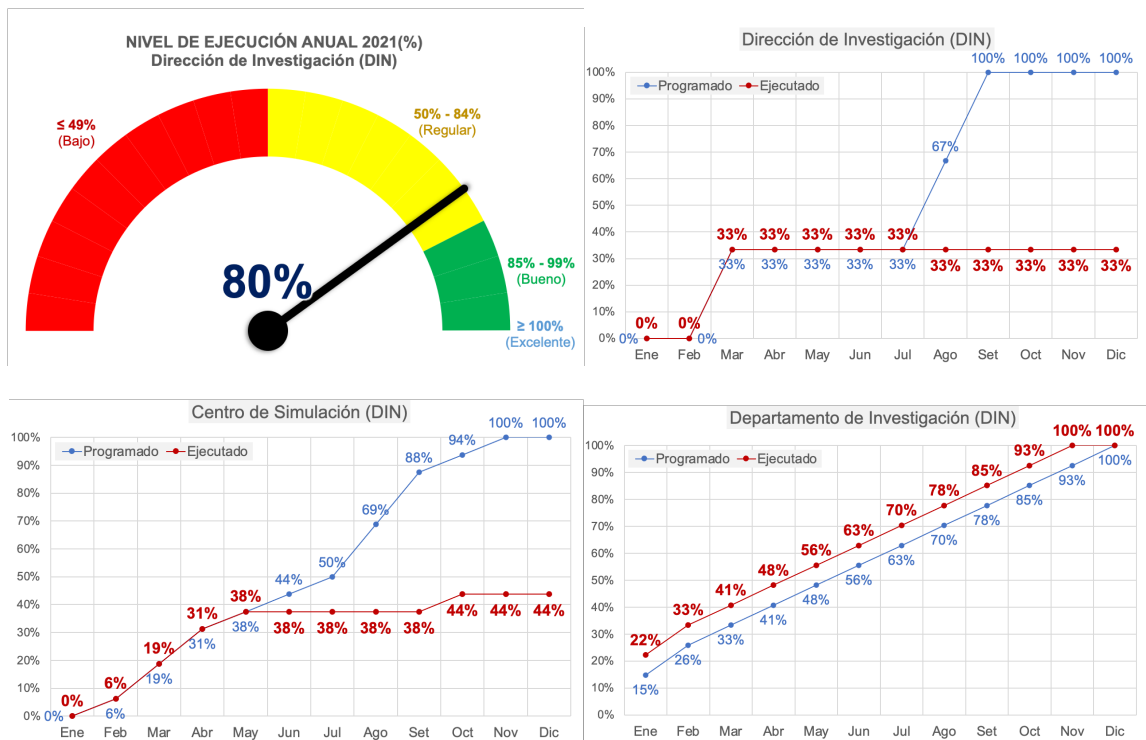 NIVEL DE EJECUCIÓN ANUAL 2021(%)
Dirección de Investigación (DIN)
≤ 49%
(Bajo)
50% - 84%
(Regular)
80%
85% - 99%
(Bueno)
≥ 100%
(Excelente)
Dirección de Investigación (DIN)
Programado Ejecutado
100%
90%
80%
70%
60%
50%
40%
30%
20%
10%
0%
100% 100% 100% 100%
67%
33% 33% 33% 33% 33%
33% 33% 33% 33% 33%
33% 33% 33% 33% 33%
0% 0%
0% 0%
Ene Feb Mar Abr May Jun Jul Ago Set Oct Nov Dic
Centro de Simulación (DIN)
Programado Ejecutado
100%
90%
80%
70%
60%
50%
40%
30%
20%
10%
0%
0% 6% 19% 31% 38% 44% 50% 69% 88% 94% 100% 100%
0% 6% 19% 31% 38% 38% 38% 38% 38% 44% 44% 44%
Ene Feb Mar Abr May Jun Jul Ago Set Oct Nov Dic
Departamento de Investigación (DIN)
Programado Ejecutado
100%
90%
80%
70%
60%
50%
40%
30%
20%
10%
0%
22% 33% 41% 48% 56% 63% 70% 78% 85% 93% 100% 100%
15% 26% 33% 41% 48% 56% 63% 70% 78% 85% 93% 100%
Ene Feb Mar Abr May Jun Jul Ago Set Oct Nov Dic